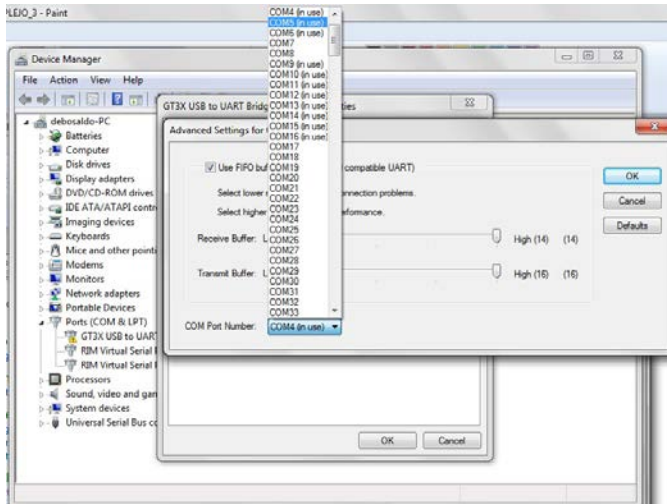 PLEJO_3 - Paint
Device Manager
File Action View Help
debosaldo-PC
Batteries
Computer
Disk drives
Display adapters
DVD/CD-ROM drives
IDE ATA/ATAPI contr
Imaging devices
Keyboards
Mice and other pointi
Modems
Monitors
Network adapters
Portable Devices
Ports (COM & LPT)
GT3X USB to UAR
RIM Virtual Serial
RIM Virtual Serial
Processors
Sound, video and gan
System devices
Universal Serial Bus cc
GT3X USB to UART Bridg
ties
Advanced Settings for
Use FIFO buf
compatible UART)
Select lower
nnection problems.
Select higher
erformance.
Receive Buffer: L
High (14) (14)
Transmit Buffer: L
High (16) (16)
COM Port Number: COM4 (in use)
COM4 (in use)
COM5 (in use)
COM6 (in use)
COM7
COM8
COM9 (in use)
COM10 (in use)
COM11 (in use)
COM12 (in use)
COM13 (in use)
COM14 (in use)
COM15 (in use)
COM16 (in use)
COM17
COM18
COM19
COM20
COM21
COM22
COM23
COM24
COM25
COM26
COM27
COM28
COM29
COM30
COM31
COM32
COM33
OK
Cancel
Defaults
OK Cancel